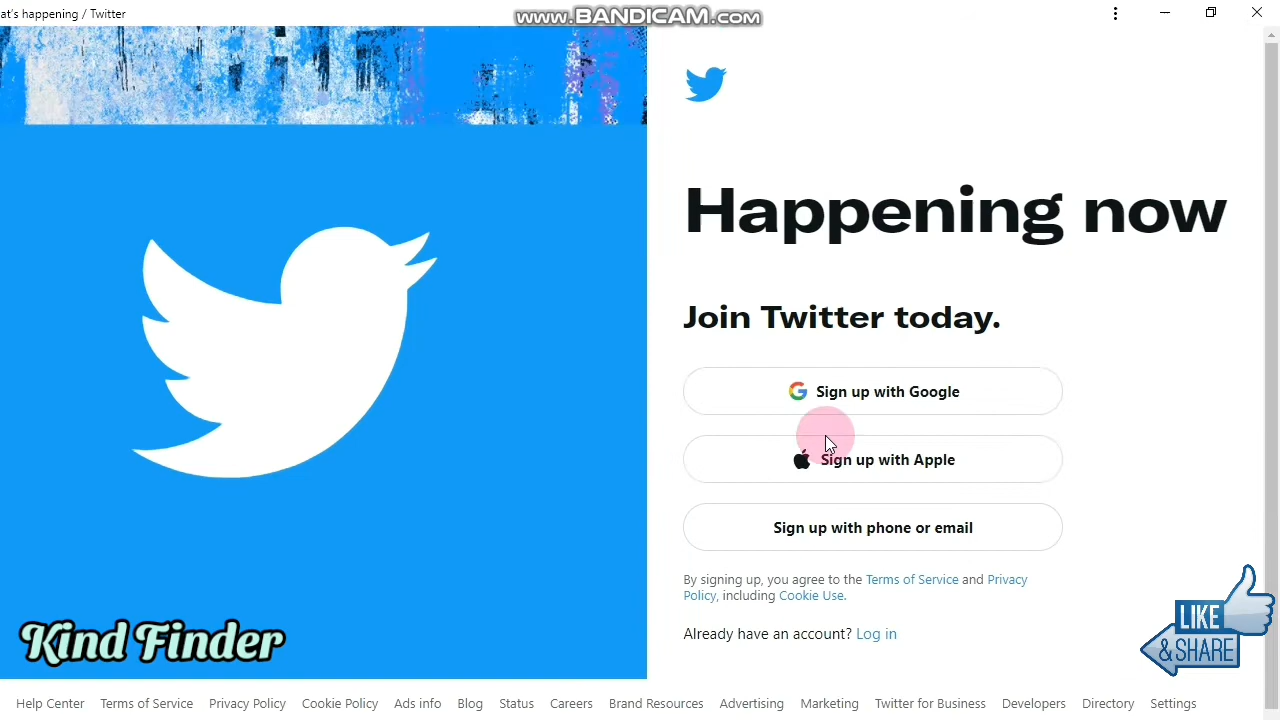 at's happening / Twitter
www.BANDICAM.com
Happening now
Join Twitter today.
Sign up with Google
Sign up with Apple
Sign up with phone or email
By signing up, you agree to the Terms of Service and Privacy
Policy, including Cookie Use.
Already have an account? Log in
LIKE
& SHARE
Kind Finder
Help Center Terms of Service Privacy Policy Cookie Policy Ads info Blog Status Careers Brand Resources Advertising Marketing Twitter for Business Developers Directory Settings